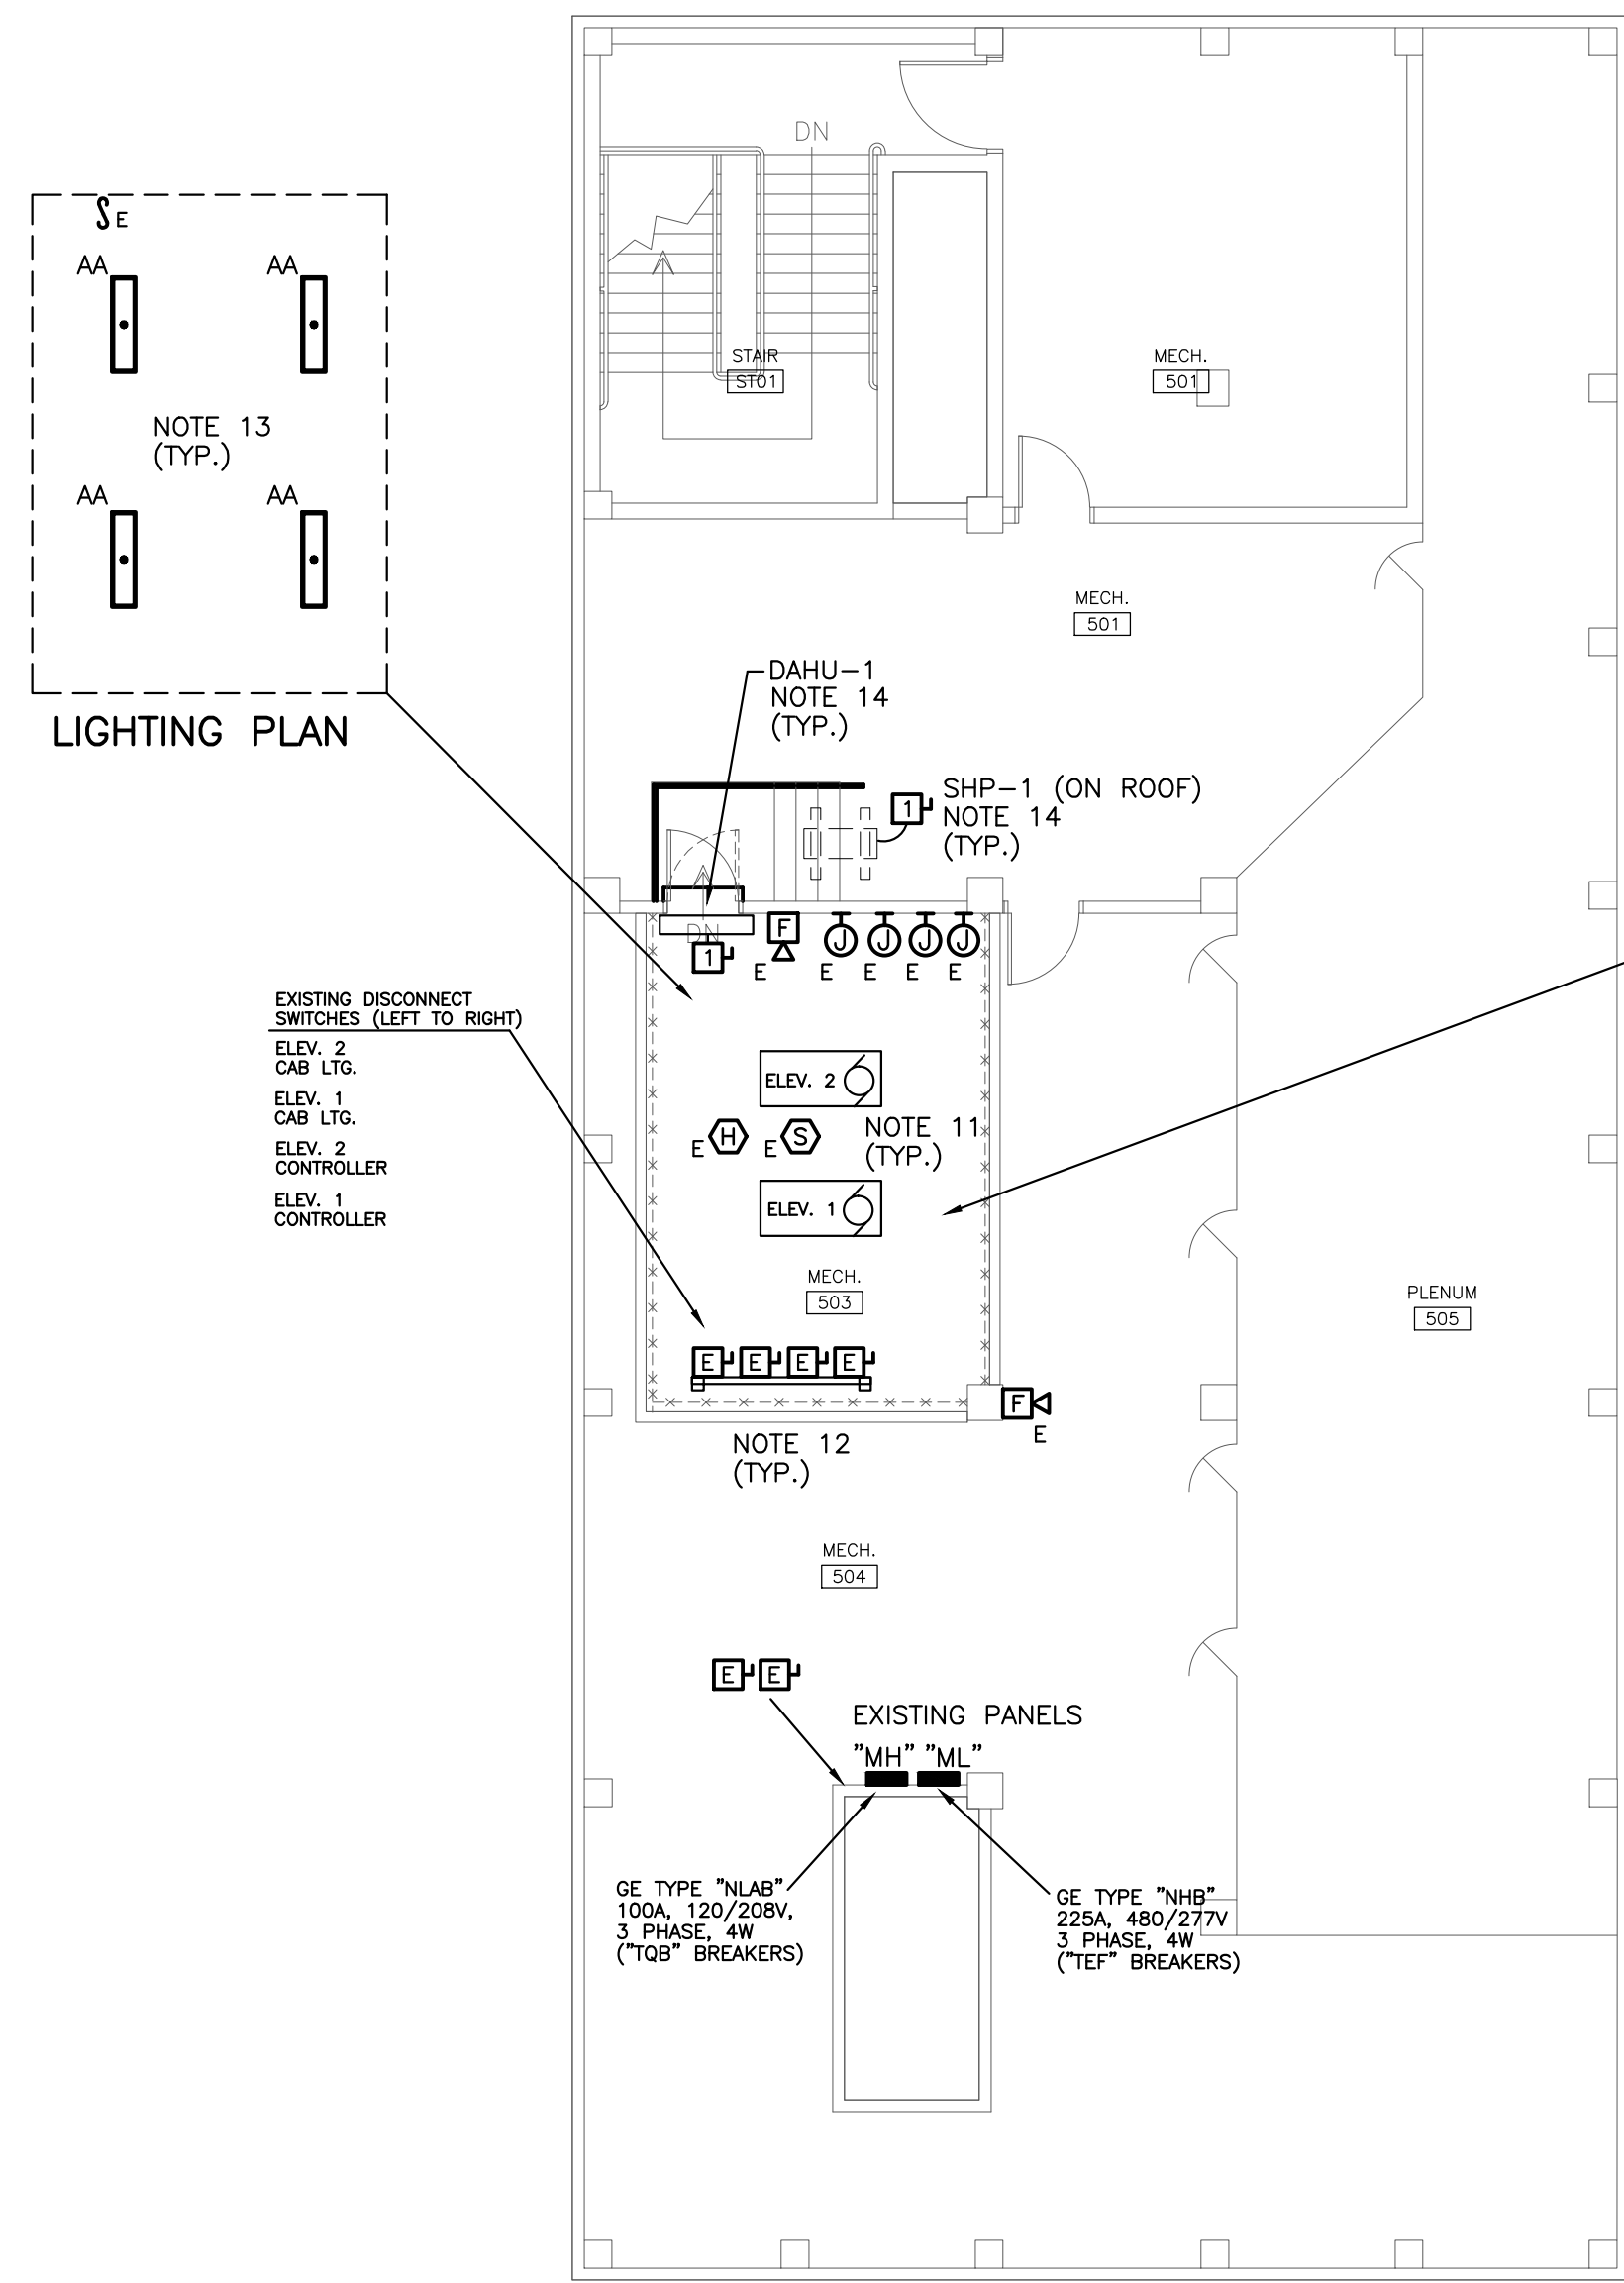 DN
S E
AA AA
NOTE 13
(TYP.)
AA AA
LIGHTING PLAN
STAIR
ST01
MECH.
501
MECH.
501
DAHU-1
NOTE 14
(TYP.)
1
SHP-1 (ON ROOF)
NOTE 14
(TYP.)
DN
1
F
E
J J J J
E E E E
EXISTING DISCONNECT
SWITCHES (LEFT TO RIGHT)
ELEV. 2
CAB LTG.
ELEV. 1
CAB LTG.
ELEV. 2
CONTROLLER
ELEV. 1
CONTROLLER
ELEV. 2
E H E S
NOTE 11
(TYP.)
ELEV. 1
MECH.
503
PLENUM
505
E E E E
F
E
NOTE 12
(TYP.)
MECH.
504
E E
EXISTING PANELS
"MH" "ML"
GE TYPE "NLAB"
100A, 120/208V,
3 PHASE, 4W
("TQB" BREAKERS)
GE TYPE "NHB"
225A, 480/277V
3 PHASE, 4W
("TEF" BREAKERS)